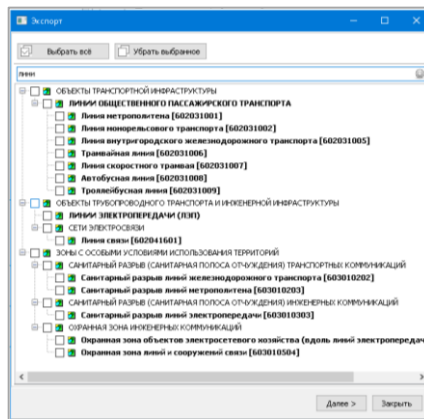 Экспорт
Выбрать всё
Убрать выбранное
лини
ОБЪЕКТЫ ТРАНСПОРТНОЙ ИНФРАСТРУКТУРЫ
ЛИНИИ ОБЩЕСТВЕННОГО ПАССАЖИРСКОГО ТРАНСПОРТА
Линия метрополитена [602031001]
Линия монорельсового транспорта [602031002]
Линия внутригородского железнодорожного транспорта [602031005]
Трамвайная линия [602031006]
Линия скоростного трамвая [602031007]
Автобусная линия [602031008]
Троллейбусная линия [602031009]
ОБЪЕКТЫ ТРУБОПРОВОДНОГО ТРАНСПОРТА И ИНЖЕНЕРНОЙ ИНФРАСТРУКТУРЫ
ЛИНИИ ЭЛЕКТРОПЕРЕДАЧИ (ЛЭП)
СЕТИ ЭЛЕКТРОСВЯЗИ
Линия связи [602041601]
ЗОНЫ С ОСОБЫМИ УСЛОВИЯМИ ИСПОЛЬЗОВАНИЯ ТЕРРИТОРИЙ
САНИТАРНЫЙ РАЗРЫВ (САНИТАРНАЯ ПОЛОСА ОТЧУЖДЕНИЯ) ТРАНСПОРТНЫХ КОММУНИКАЦИЙ
Санитарный разрыв линий железнодорожного транспорта [603010202]
Санитарный разрыв линий метрополитена [603010203]
САНИТАРНЫЙ РАЗРЫВ (САНИТАРНАЯ ПОЛОСА ОТЧУЖДЕНИЯ) ИНЖЕНЕРНЫХ КОММУНИКАЦИЙ
Санитарный разрыв линий электропередачи [603010303]
ОХРАННАЯ ЗОНА ИНЖЕНЕРНЫХ КОММУНИКАЦИЙ
Охранная зона объектов электросетевого хозяйства (вдоль линий электропередач
Охранная зона линий и сооружений связи [603010504]
Далее >
Закрыть